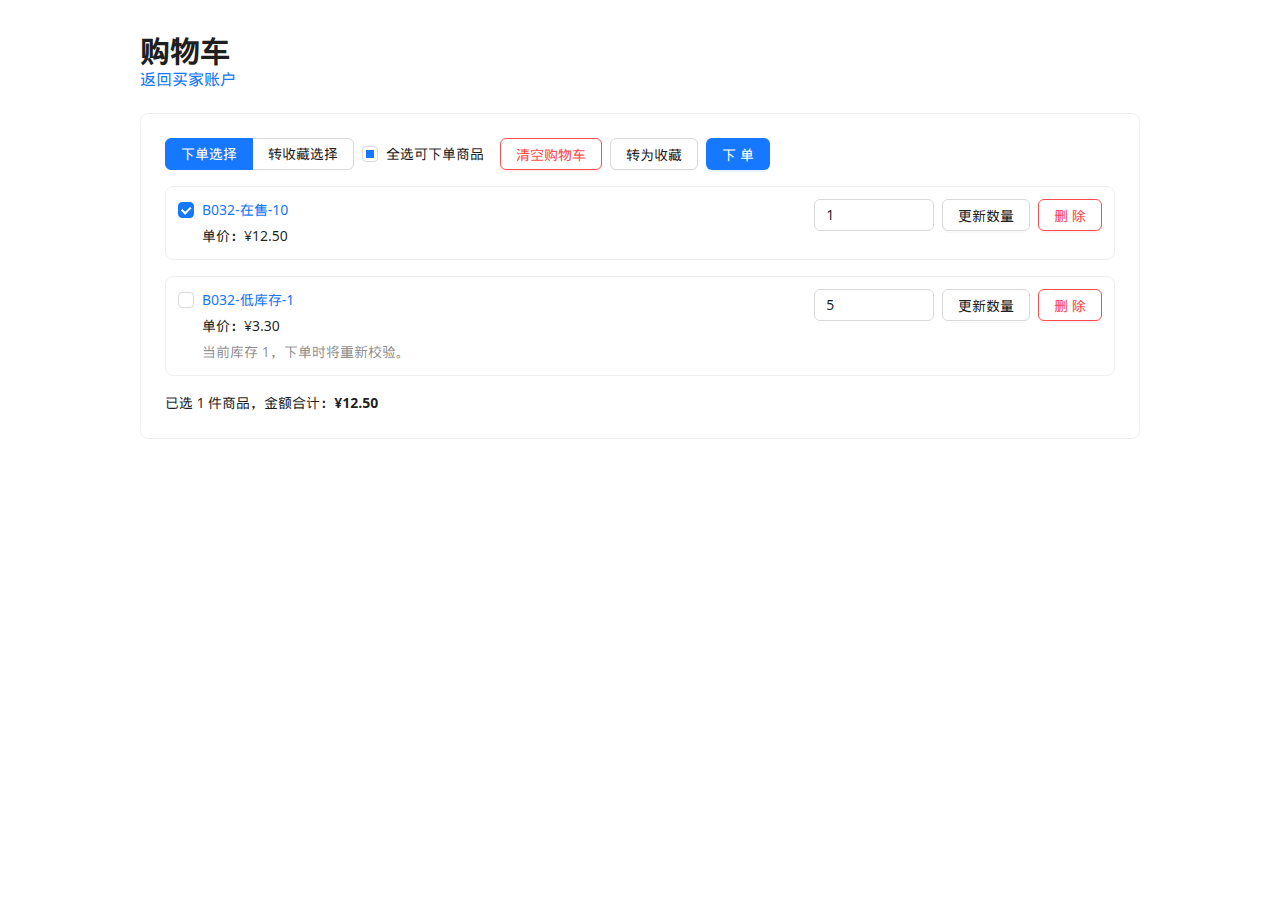 购物车
返回买家账户
下单选择 转收藏选择 全选可下单商品 清空购物车 转为收藏 下 单
B032-在售-10 1 更新数量 删 除
单价：¥12.50
B032-低库存-1 5 更新数量 删 除
单价：¥3.30
当前库存 1，下单时将重新校验。
已选 1 件商品，金额合计：¥12.50